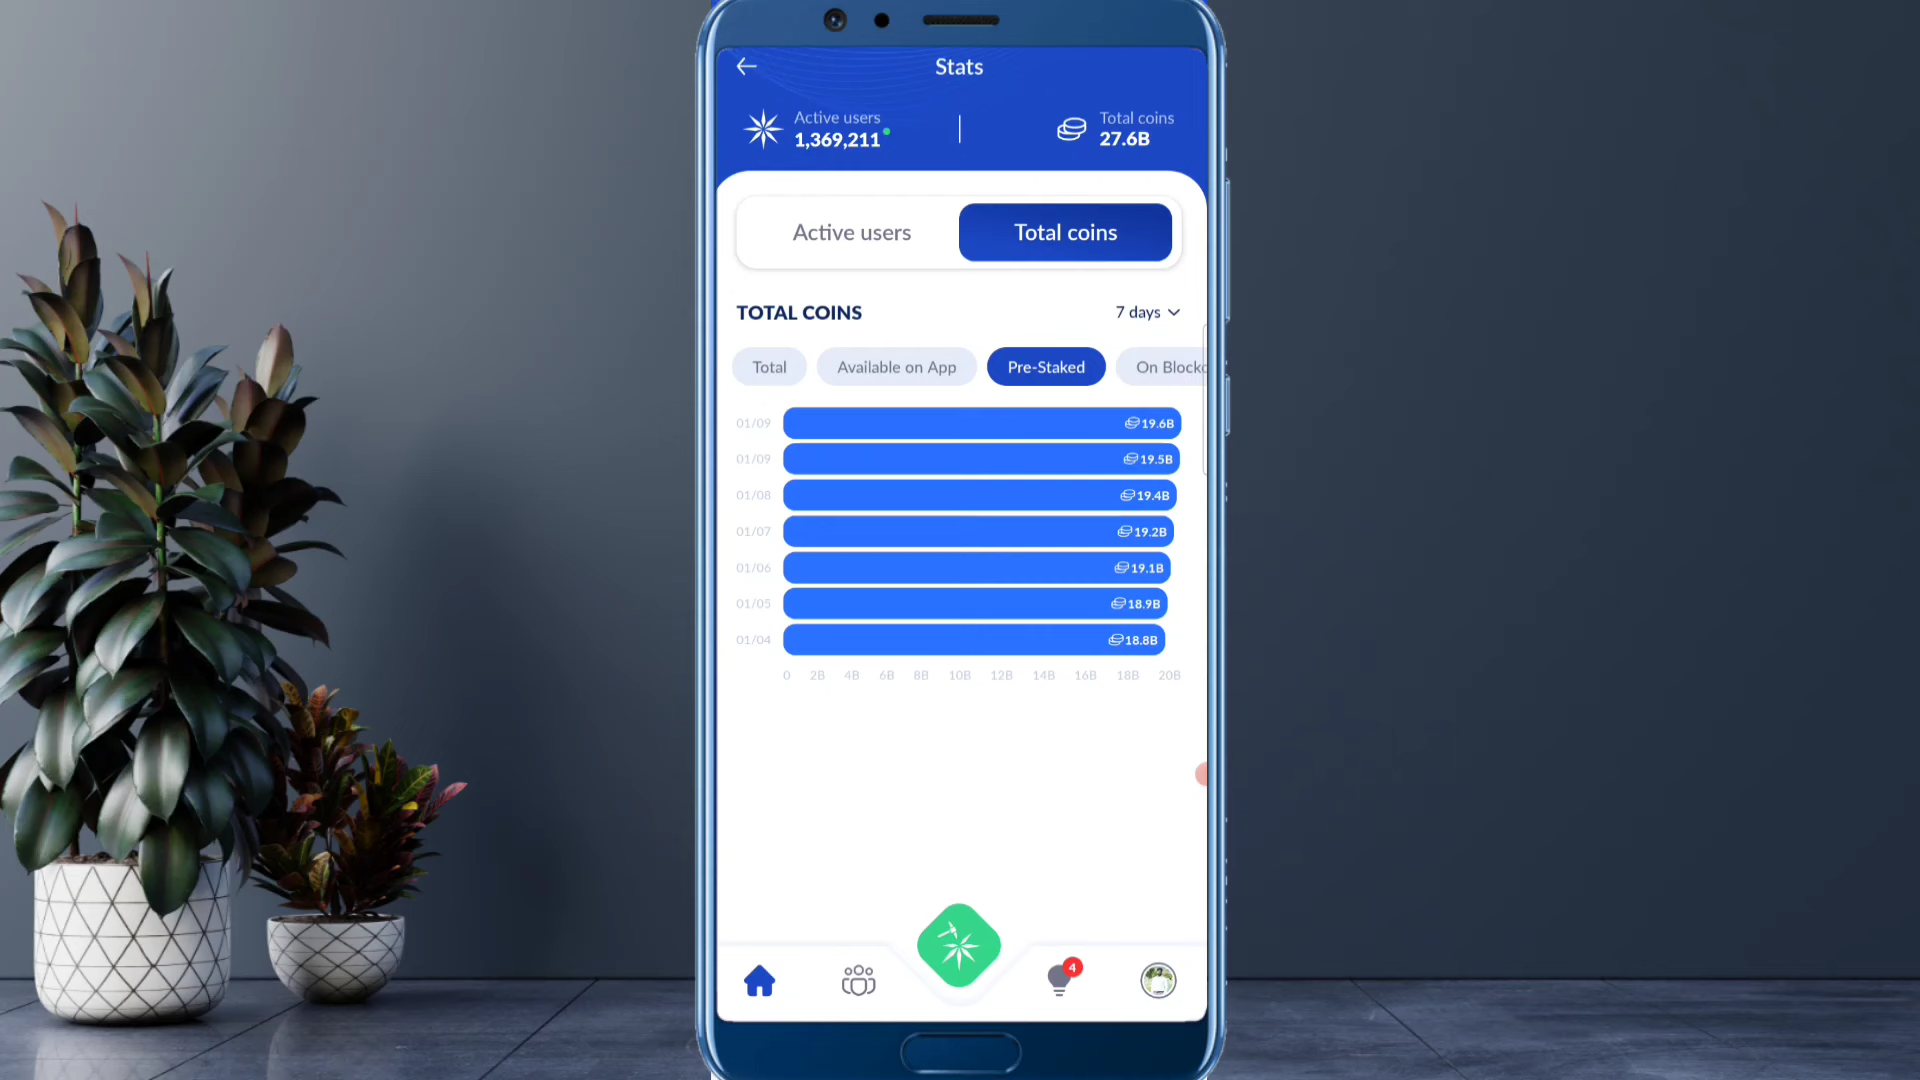 Stats
Active users
1,369,211
Total coins
27.6B
Active users
Total coins
TOTAL COINS
7 days
Total
Available on App
Pre-Staked
On Blockc
01/09
19.6B
01/09
19.5B
01/08
19.4B
01/07
19.2B
01/06
19.1B
01/05
18.9B
01/04
18.8B
0 2B 4B 6B 8B 10B 12B 14B 16B 18B 20B
4